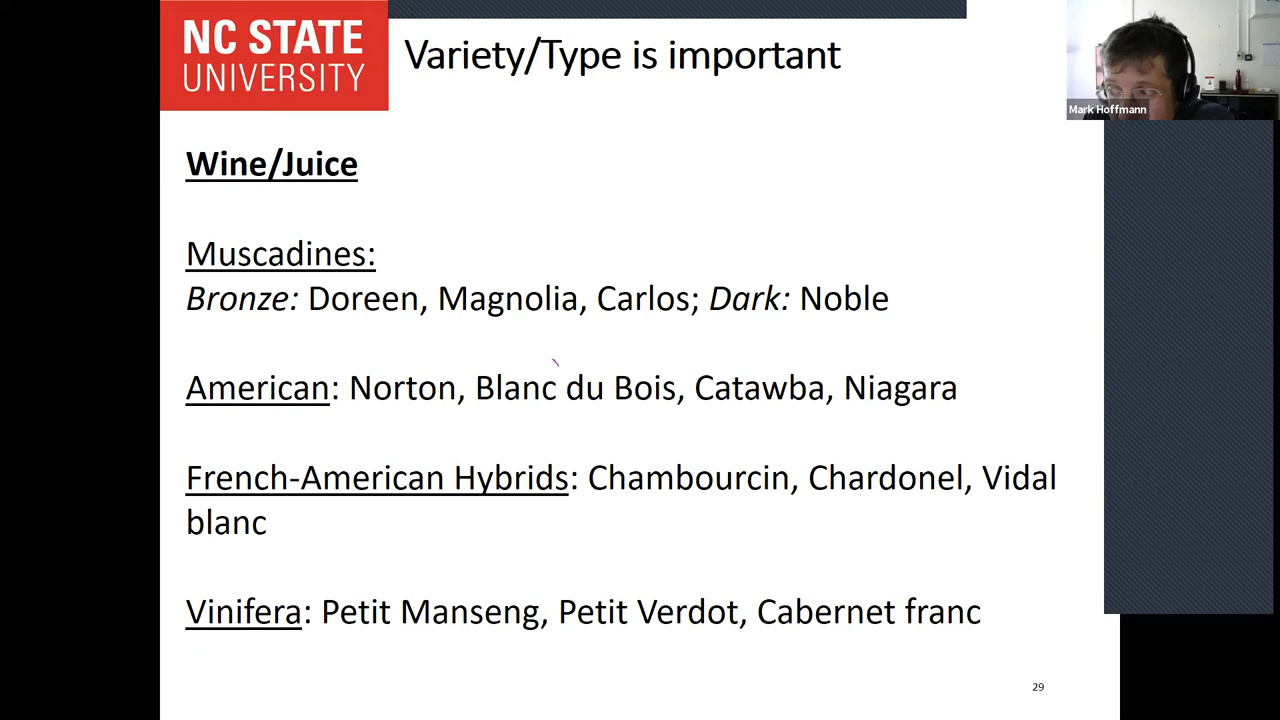 NC STATE
UNIVERSITY
Variety/Type is important
Mark Hoffmann
Wine/Juice
Muscadines:
Bronze: Doreen, Magnolia, Carlos; Dark: Noble
American: Norton, Blanc du Bois, Catawba, Niagara
French-American Hybrids: Chambourcin, Chardonel, Vidal
blanc
Vinifera: Petit Manseng, Petit Verdot, Cabernet franc
29